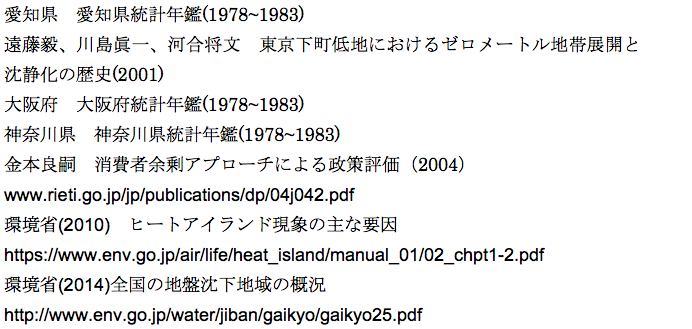 愛知県　愛知県統計年鑑(1978~1983)
遠藤毅、川島眞一、河合将文　東京下町低地におけるゼロメートル地帯展開と
沈静化の歴史(2001)
大阪府　大阪府統計年鑑(1978~1983)
神奈川県　神奈川県統計年鑑(1978~1983)
金本良嗣　消費者余剰アプローチによる政策評価（2004）
www.rieti.go.jp/jp/publications/dp/04j042.pdf
環境省(2010)　ヒートアイランド現象の主な要因
https://www.env.go.jp/air/life/heat_island/manual_01/02_chpt1-2.pdf
環境省(2014)全国の地盤沈下地域の概況
http://www.env.go.jp/water/jiban/gaikyo/gaikyo25.pdf